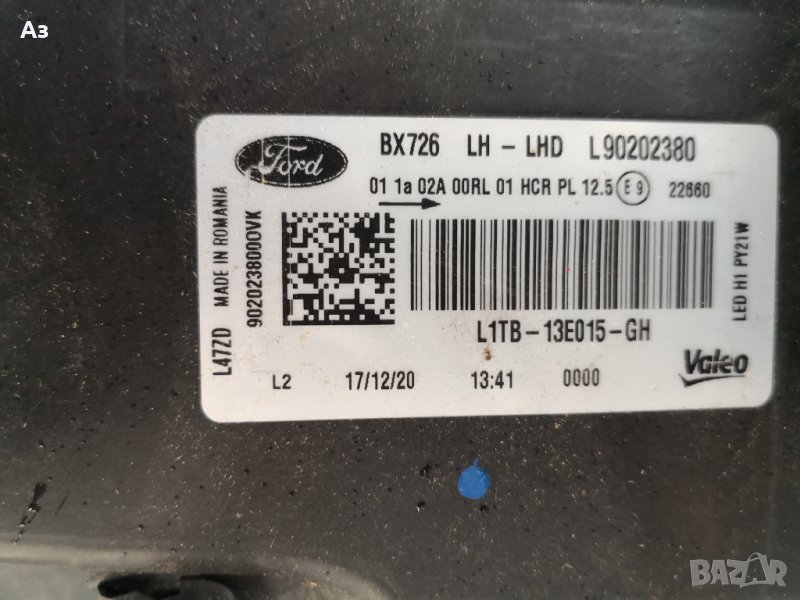 Аз
Ford
BX726 LH - LHD L90202380
01 1a 02A 00RL 01 HCR PL 12.5 E9 22660
L47ZD MADE IN ROMANIA
90202380000VK
LED H1 PY21W
L1TB-13E015-GH
L2 17/12/20 13:41 0000
Valeo
BAZAR